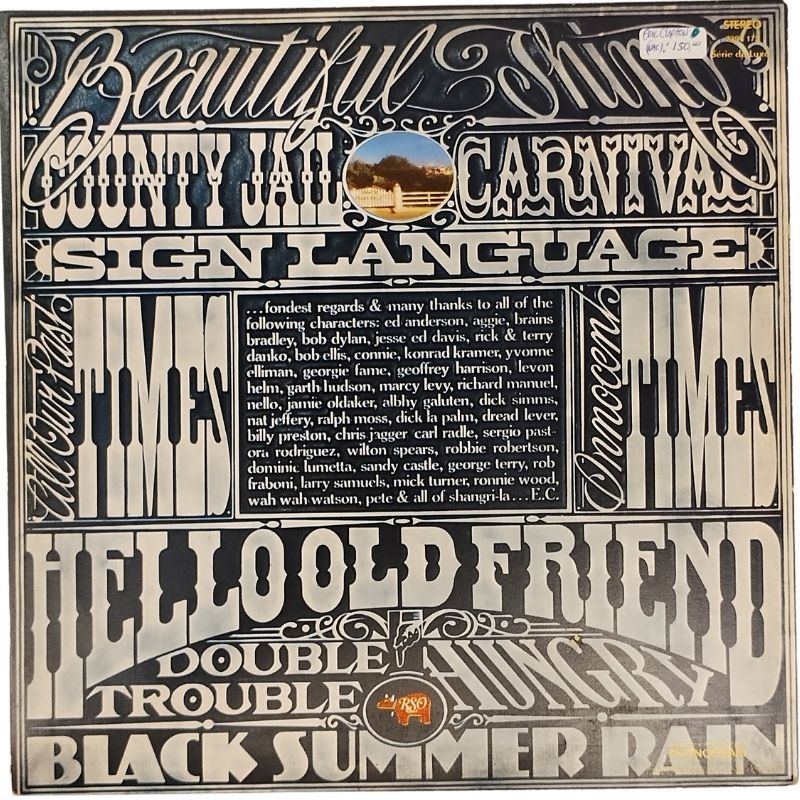 Beautiful Thing
STEREO
Série de Luxo
Eric Clapton
(nac): 150,00
COUNTY JAIL
CARNIVAL
SIGN LANGUAGE
All Our Past
TIMES
...fondest regards & many thanks to all of the
following characters: ed anderson, aggie, brains
bradley, bob dylan, jesse ed davis, rick & terry
danko, bob ellis, connie, konrad kramer, yvonne
elliman, georgie fame, geoffrey harrison, levon
helm, garth hudson, marcy levy, richard manuel,
nello, jamie oldaker, albhy galuten, dick simms,
nat jeffery, ralph moss, dick la palm, dread lever,
billy preston, chris jagger carl radle, sergio past-
ora rodriguez, wilton spears, robbie robertson,
dominic lumetta, sandy castle, george terry, rob
fraboni, larry samuels, mick turner, ronnie wood,
wah wah watson, pete & all of shangri-la...E.C.
Innocent
TIMES
HELLO OLD FRIEND
DOUBLE
TROUBLE
HUNGRY
RSO
BLACK SUMMER RAIN